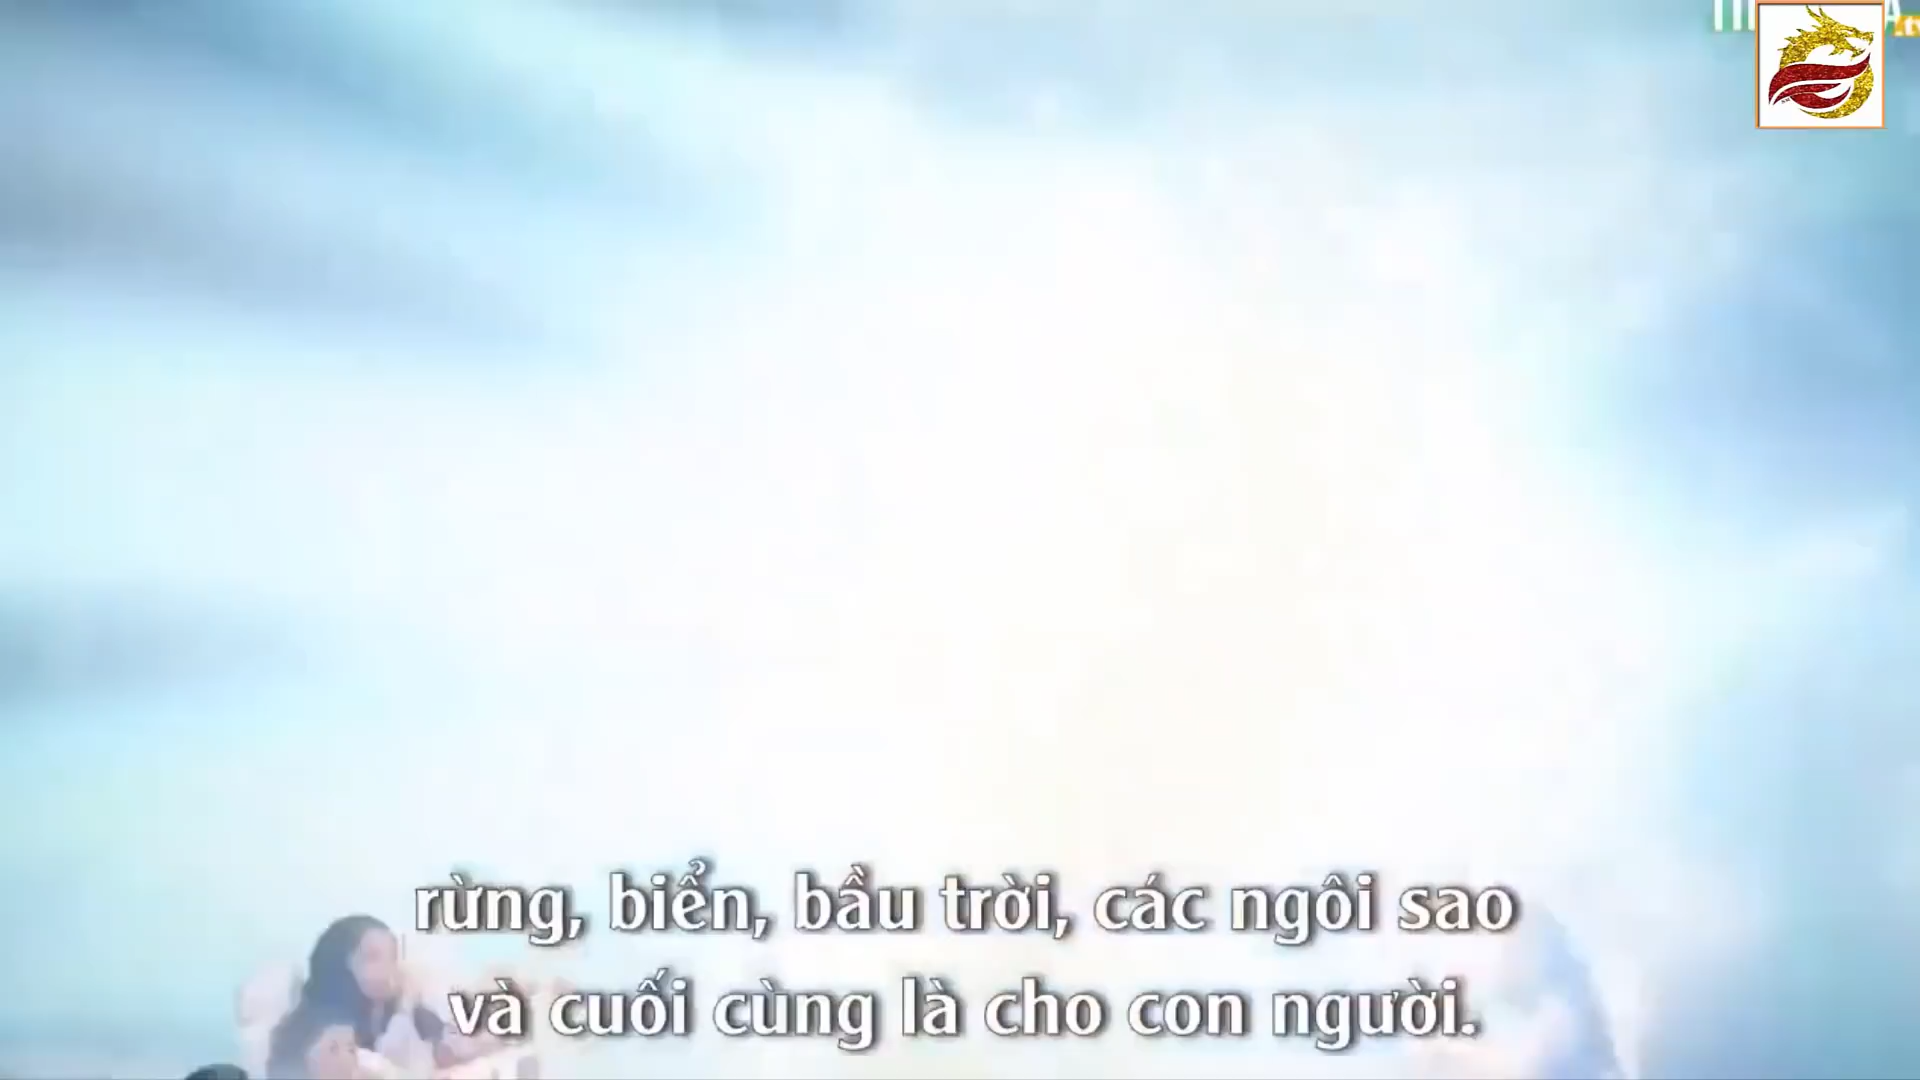 rừng, biển, bầu trời, các ngôi sao
và cuối cùng là cho con người.